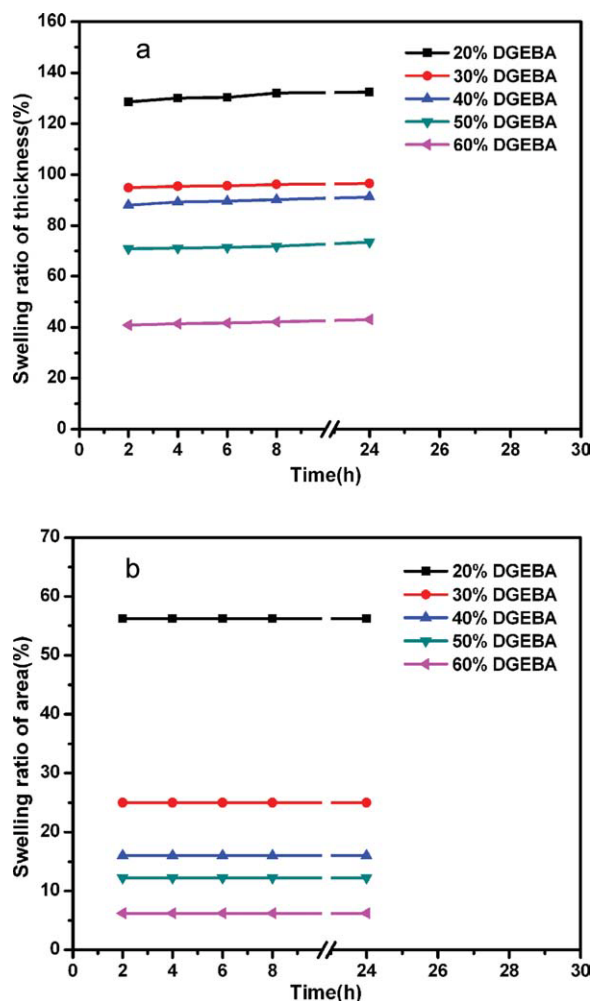 a
160
140
120
100
80
60
40
20
0
Swelling ratio of thickness(%)
20% DGEBA
30% DGEBA
40% DGEBA
50% DGEBA
60% DGEBA
0 2 4 6 8 24 26 28 30
Time(h)
b
70
60
50
40
30
20
10
0
Swelling ratio of area(%)
20% DGEBA
30% DGEBA
40% DGEBA
50% DGEBA
60% DGEBA
0 2 4 6 8 24 26 28 30
Time(h)